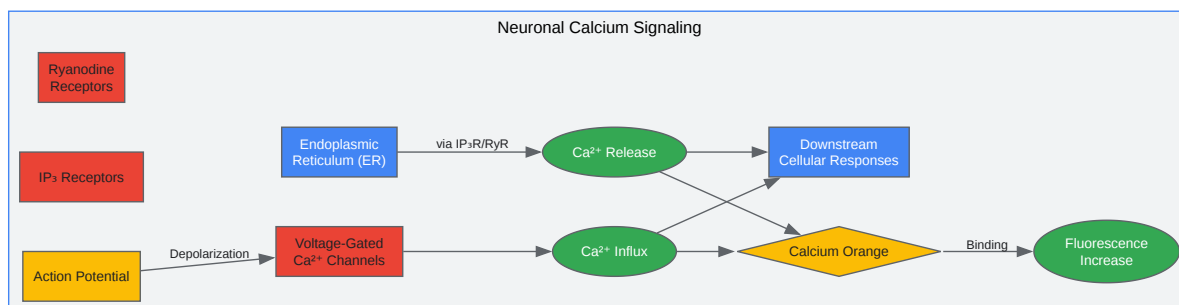 Neuronal Calcium Signaling
Ryanodine
Receptors
Endoplasmic
Reticulum (ER)
via IP₃R/RyR
Ca²⁺ Release
Downstream
Cellular Responses
IP₃ Receptors
Action Potential
Depolarization
Voltage-Gated
Ca²⁺ Channels
Ca²⁺ Influx
Calcium Orange
Binding
Fluorescence
Increase